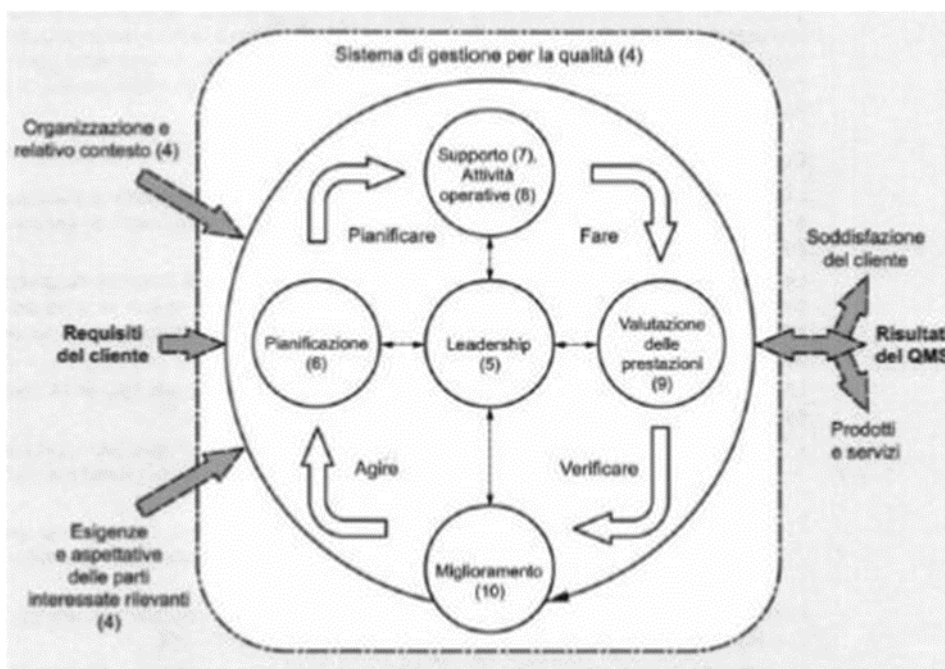 Sistema di gestione per la qualità (4)
Organizzazione e
relativo contesto (4)
Supporto (7),
Attività
operative (8)
Pianificare
Fare
Soddisfazione
del cliente
Requisiti
del cliente
Pianificazione
(6)
Leadership
(5)
Valutazione
delle
prestazioni
(9)
Risultat
del QMS
Agire
Verificare
Prodotti
e servizi
Esigenze
e aspettative
delle parti
interessate rilevanti
(4)
Miglioramento
(10)